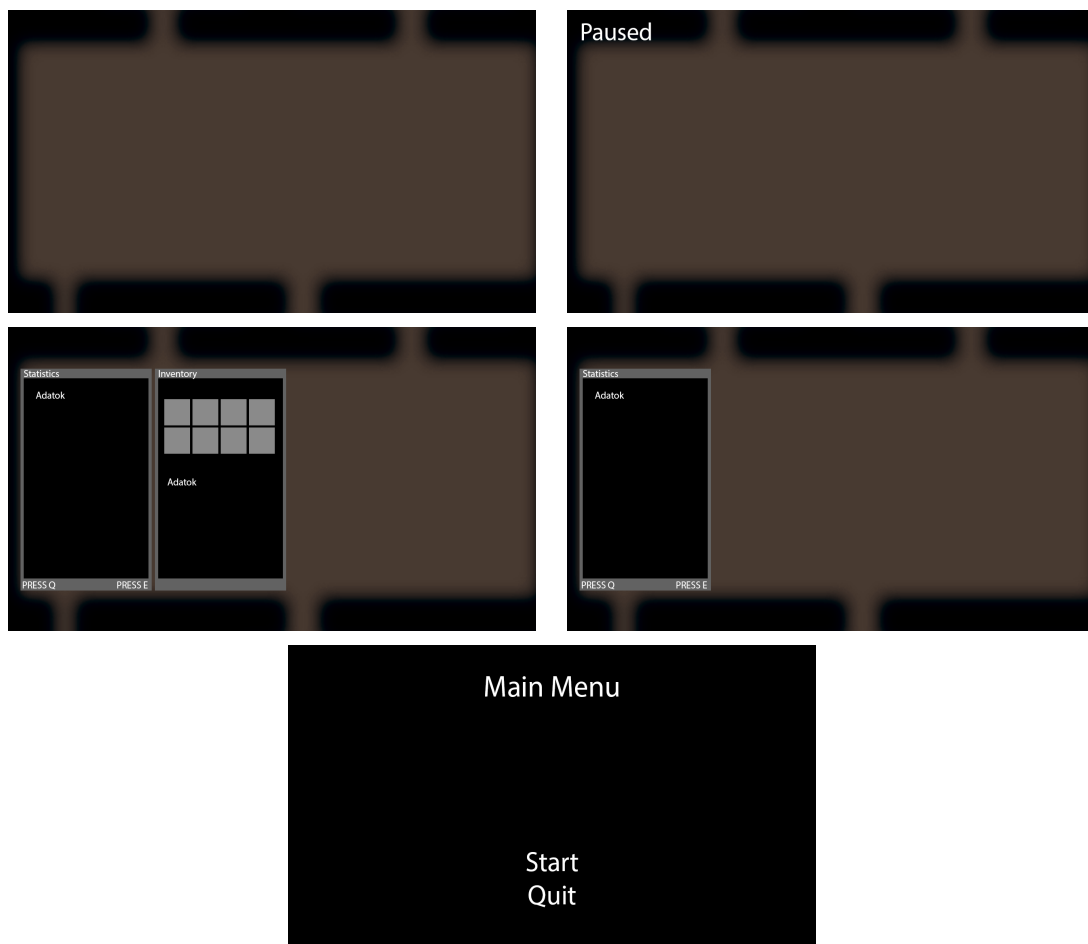 Paused
Statistics
Adatok
PRESS Q PRESS E
Inventory
Adatok
Statistics
Adatok
PRESS Q PRESS E
Main Menu
Start
Quit